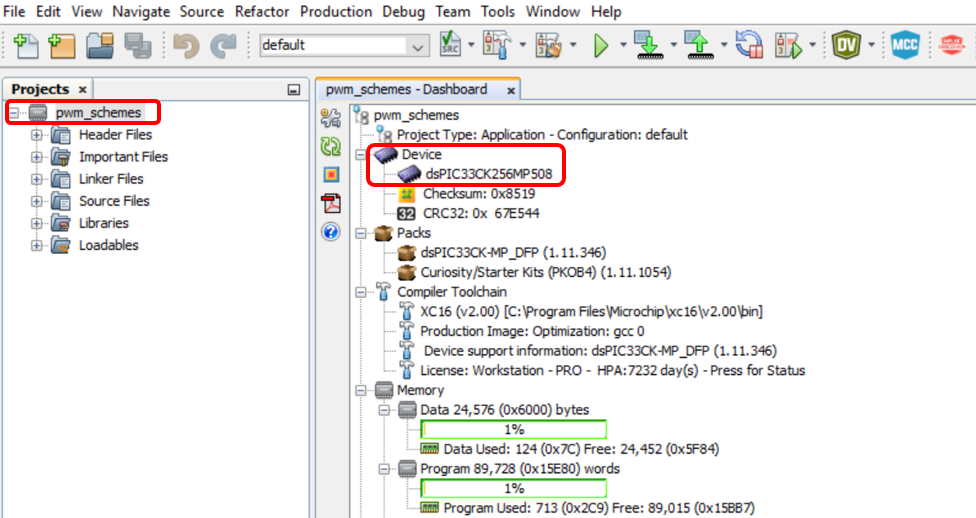 File Edit View Navigate Source Refactor Production Debug Team Tools Window Help
default
SRC
DV
MCC
Projects
pwm_schemes
Header Files
Important Files
Linker Files
Source Files
Libraries
Loadables
pwm_schemes - Dashboard
pwm_schemes
Project Type: Application - Configuration: default
Device
dsPIC33CK256MP508
Checksum: 0x8519
32 CRC32: 0x 67E544
Packs
dsPIC33CK-MP_DFP (1.11.346)
Curiosity/Starter Kits (PKOB4) (1.11.1054)
Compiler Toolchain
XC16 (v2.00) [C:\Program Files\Microchip\xc16\v2.00\bin]
Production Image: Optimization: gcc 0
Device support information: dsPIC33CK-MP_DFP (1.11.346)
License: Workstation - PRO - HPA:7232 day(s) - Press for Status
Memory
Data 24,576 (0x6000) bytes
1%
Data Used: 124 (0x7C) Free: 24,452 (0x5F84)
Program 89,728 (0x15E80) words
1%
Program Used: 713 (0x2C9) Free: 89,015 (0x15BB7)